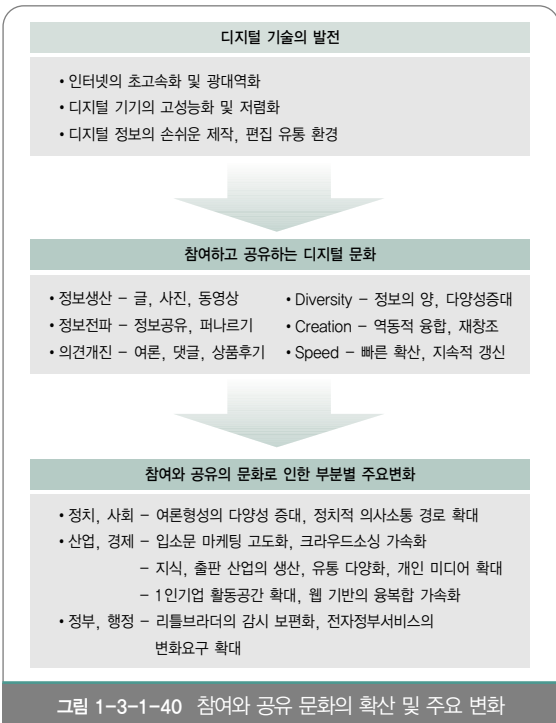 디지털 기술의 발전
• 인터넷의 초고속화 및 광대역화
• 디지털 기기의 고성능화 및 저렴화
• 디지털 정보의 손쉬운 제작, 편집 유통 환경
참여하고 공유하는 디지털 문화
• 정보생산 – 글, 사진, 동영상
• 정보전파 – 정보공유, 퍼나르기
• 의견개진 – 여론, 댓글, 상품후기
• Diversity – 정보의 양, 다양성증대
• Creation – 역동적 융합, 재창조
• Speed – 빠른 확산, 지속적 갱신
참여와 공유의 문화로 인한 부분별 주요변화
• 정치, 사회 – 여론형성의 다양성 증대, 정치적 의사소통 경로 확대
• 산업, 경제 – 입소문 마케팅 고도화, 크라우드소싱 가속화
– 지식, 출판 산업의 생산, 유통 다양화, 개인 미디어 확대
– 1인기업 활동공간 확대, 웹 기반의 융복합 가속화
• 정부, 행정 – 리틀브라더의 감시 보편화, 전자정부서비스의
변화요구 확대
그림 1-3-1-40 참여와 공유 문화의 확산 및 주요 변화